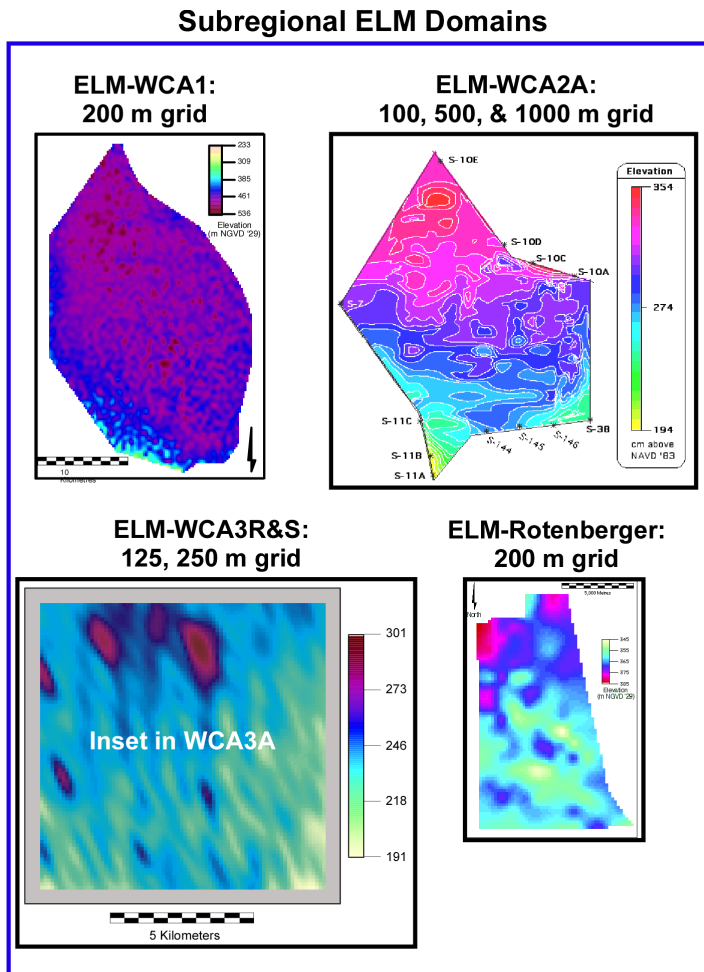 Subregional ELM Domains
ELM-WCA1:
200 m grid
233
309
385
461
536
Elevation
(m NGVD '29)
10
Kilometres
ELM-WCA2A:
100, 500, & 1000 m grid
S-10E
S-10D
S-10C
S-10A
S-7
S-11C
S-11B
S-11A
S-144
S-145
S-146
S-38
Elevation
354
274
194
cm above
NAVD '83
ELM-WCA3R&S:
125, 250 m grid
Inset in WCA3A
301
273
246
218
191
5 Kilometers
ELM-Rotenberger:
200 m grid
5,000 Metres
North
345
355
365
375
385
Elevation
(m NGVD '29)